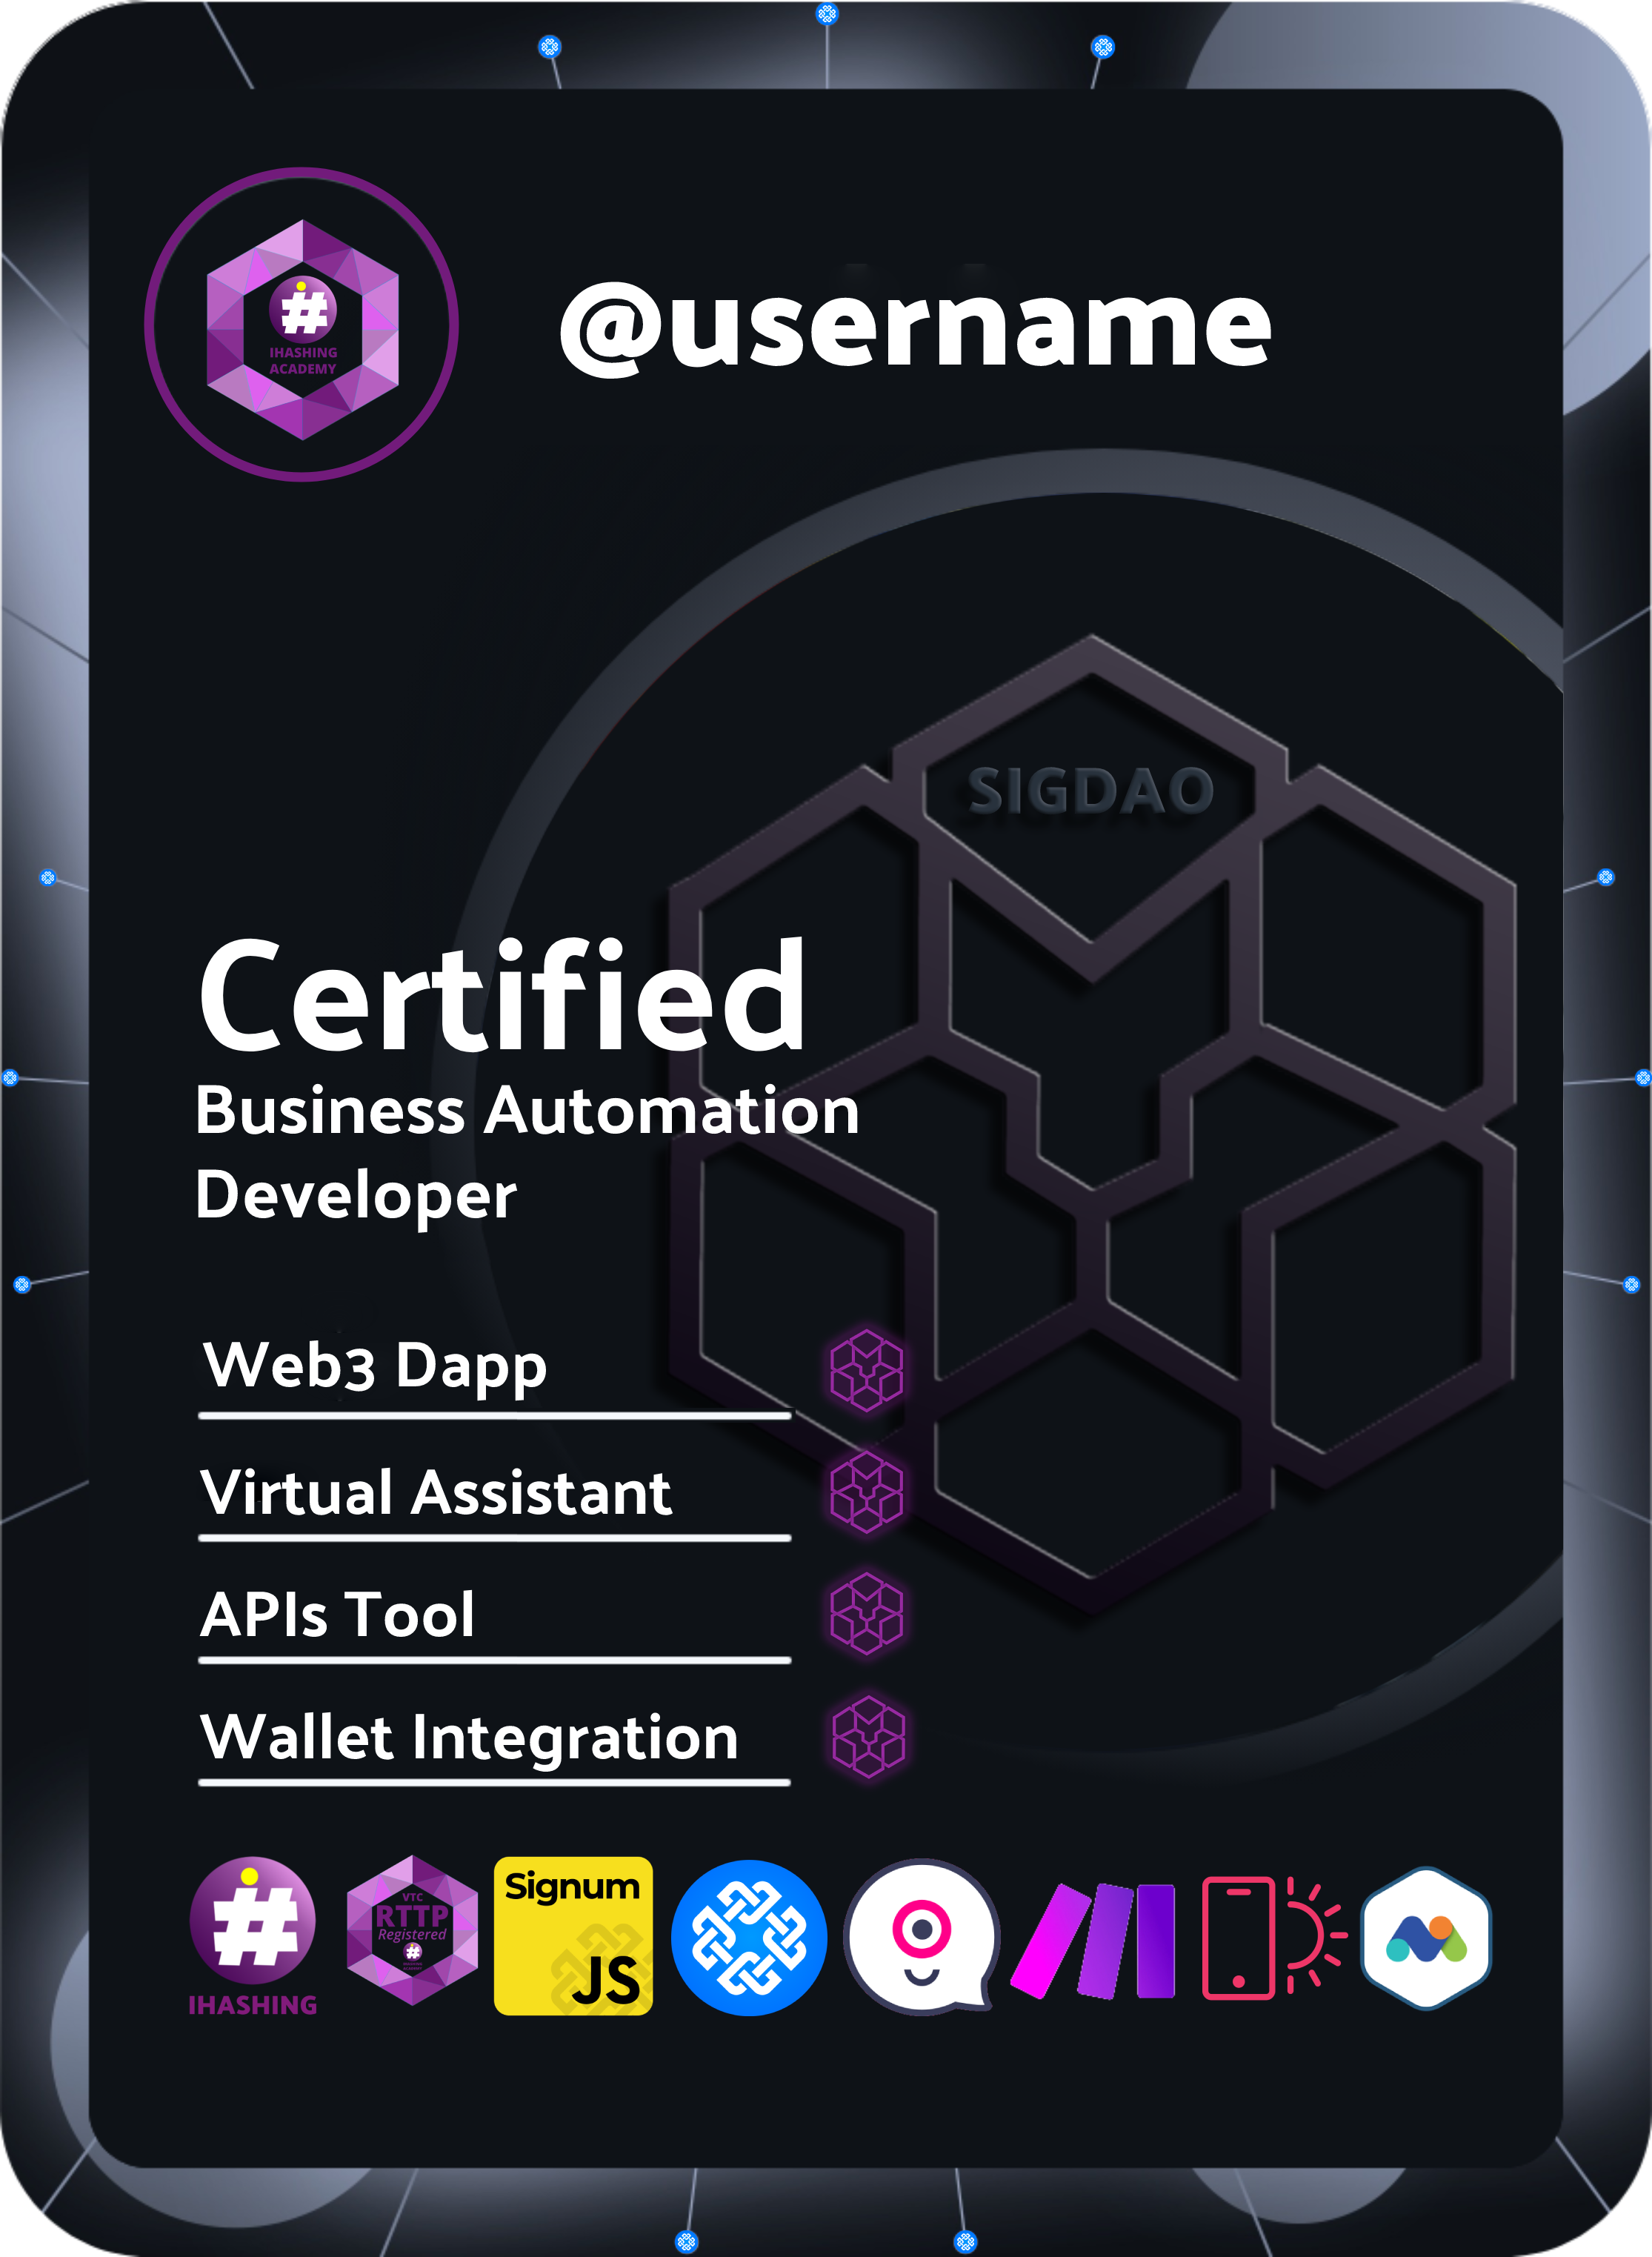 #
IHASHING
ACADEMY
@username
SIGDAO
Certified
Business Automation
Developer
Web3 Dapp
Virtual Assistant
APIs Tool
Wallet Integration
#
IHASHING
VTC
RTTP
Registered
Signum
JS